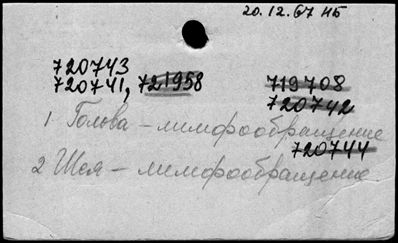 20.12.67 НБ
720743
720741, 721958 719708
720742
1 Голова - лимфообращение
720744
2 Шея - лимфообращение